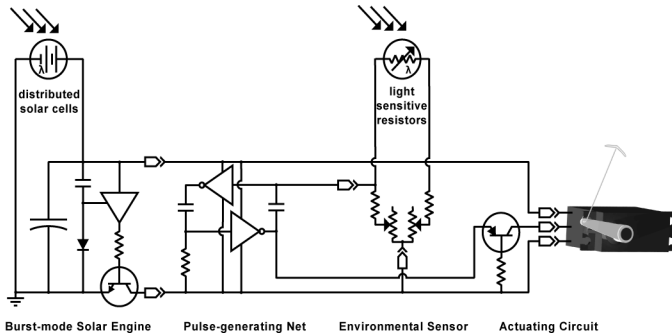 λ
λ
distributed
solar cells
light
sensitive
resistors
Burst-mode Solar Engine
Pulse-generating Net
Environmental Sensor
Actuating Circuit